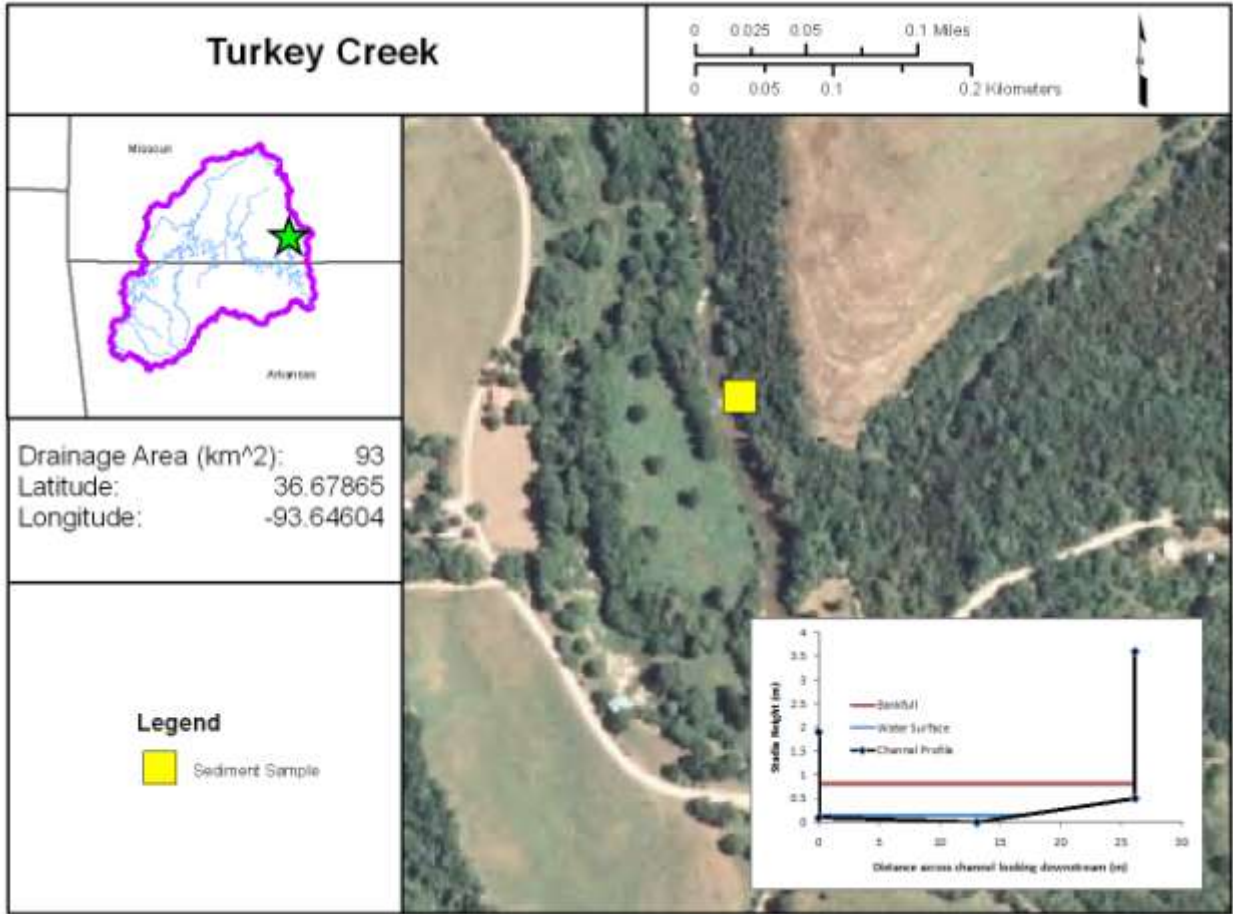 Turkey Creek
0 0.025 0.05 0.1 Miles
0 0.05 0.1 0.2 Kilometers
N
Missouri
Arkansas
Drainage Area (km^2): 93
Latitude: 36.67865
Longitude: -93.64604
Legend
Sediment Sample
Stadia Height (m)
4
3.5
3
2.5
2
1.5
1
0.5
0
Bankfull
Water Surface
Channel Profile
0 5 10 15 20 25 30
Distance across channel looking downstream (m)